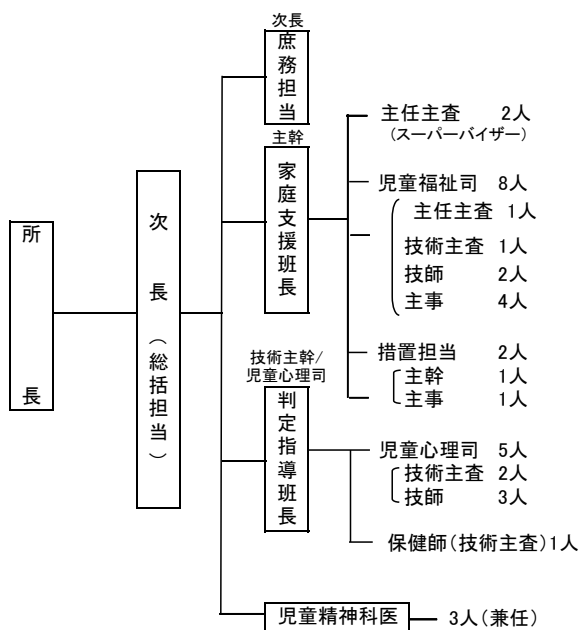 所長
次長（総括担当）
次長
庶務担当
主幹
家庭支援班長
主任主査 2人
(スーパーバイザー)
児童福祉司 8人
主任主査 1人
技術主査 1人
技師 2人
主事 4人
措置担当 2人
主幹 1人
主事 1人
技術主幹/
児童心理司
判定指導班長
児童心理司 5人
技術主査 2人
技師 3人
保健師(技術主査)1人
児童精神科医
3人(兼任)